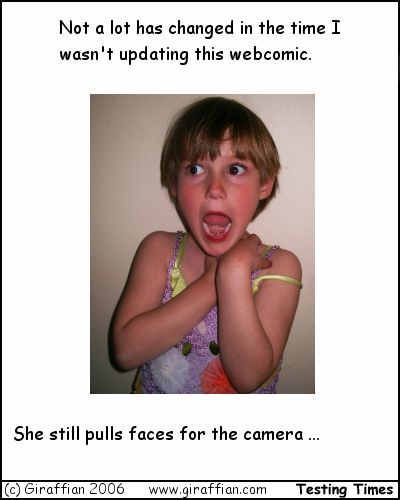 Not a lot has changed in the time I
wasn't updating this webcomic.
She still pulls faces for the camera ...
(c) Giraffian 2006 www.giraffian.com Testing Times